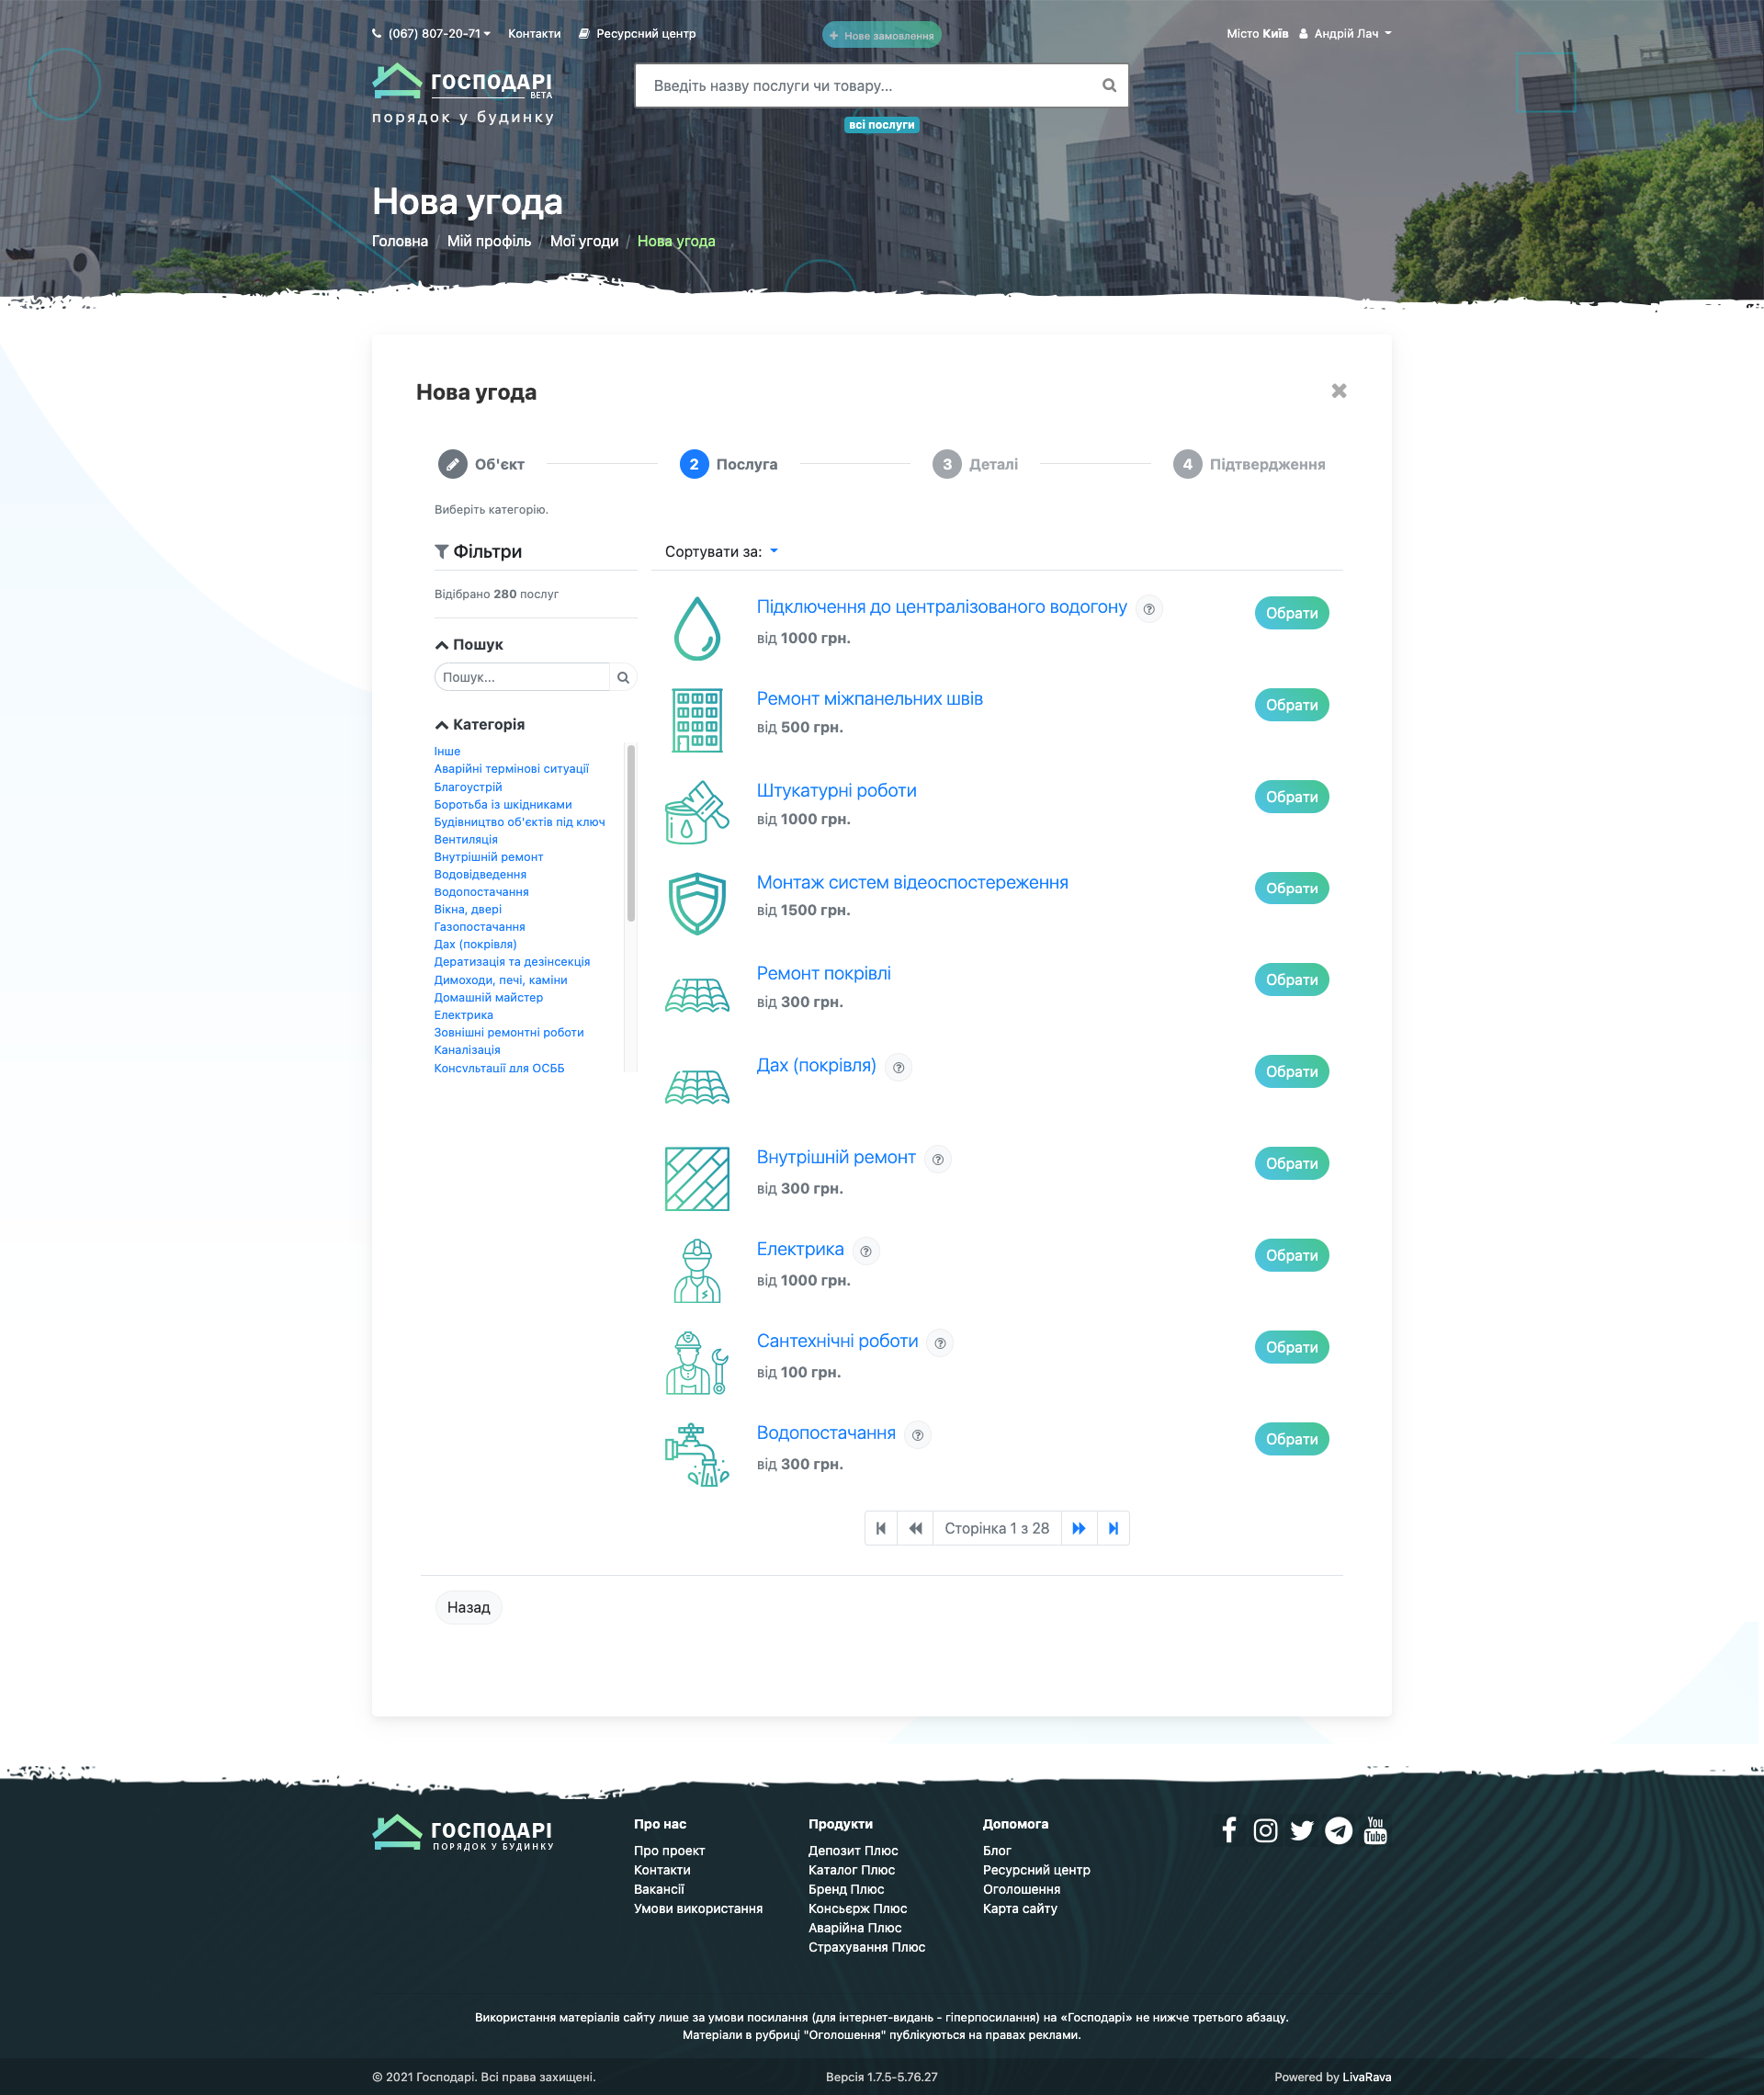 (067) 807-20-71 Контакти Ресурсний центр Нове замовлення Місто Київ Андрій Лач
ГОСПОДАРІ
BETA
порядок у будинку
Введіть назву послуги чи товару...
всі послуги
Нова угода
Головна / Мій профіль / Мої угоди / Нова угода
Нова угода
Об'єкт 2 Послуга 3 Деталі 4 Підтвердження
Виберіть категорію.
Фільтри
Відібрано 280 послуг
Пошук
Пошук...
Категорія
Інше
Аварійні термінові ситуації
Благоустрій
Боротьба із шкідниками
Будівництво об'єктів під ключ
Вентиляція
Внутрішній ремонт
Водовідведення
Водопостачання
Вікна, двері
Газопостачання
Дах (покрівля)
Дератизація та дезінсекція
Димоходи, печі, каміни
Домашній майстер
Електрика
Зовнішні ремонтні роботи
Каналізація
Консультації для ОСББ
Сортувати за:
Підключення до централізованого водогону ? Обрати
від 1000 грн.
Ремонт міжпанельних швів Обрати
від 500 грн.
Штукатурні роботи Обрати
від 1000 грн.
Монтаж систем відеоспостереження Обрати
від 1500 грн.
Ремонт покрівлі Обрати
від 300 грн.
Дах (покрівля) ? Обрати
Внутрішній ремонт ? Обрати
від 300 грн.
Електрика ? Обрати
від 1000 грн.
Сантехнічні роботи ? Обрати
від 100 грн.
Водопостачання ? Обрати
від 300 грн.
Сторінка 1 з 28
Назад
ГОСПОДАРІ
ПОРЯДОК У БУДИНКУ
Про нас
Про проект
Контакти
Вакансії
Умови використання
Продукти
Депозит Плюс
Каталог Плюс
Бренд Плюс
Консьєрж Плюс
Аварійна Плюс
Страхування Плюс
Допомога
Блог
Ресурсний центр
Оголошення
Карта сайту
You
Tube
Використання матеріалів сайту лише за умови посилання (для інтернет-видань - гіперпосилання) на «Господарі» не нижче третього абзацу.
Матеріали в рубриці "Оголошення" публікуються на правах реклами.
© 2021 Господарі. Всі права захищені. Версія 1.7.5-5.76.27 Powered by LivaRava